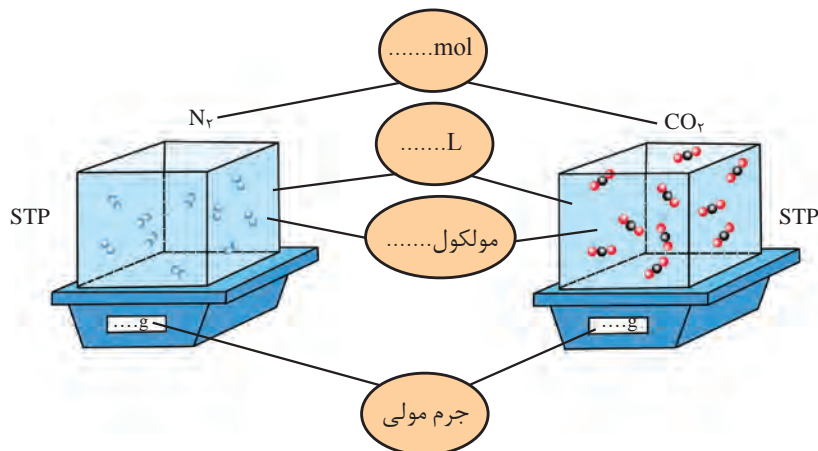 .......mol
N۲
CO۲
.......L
STP
STP
مولکول.......
....g
....g
جرم مولی